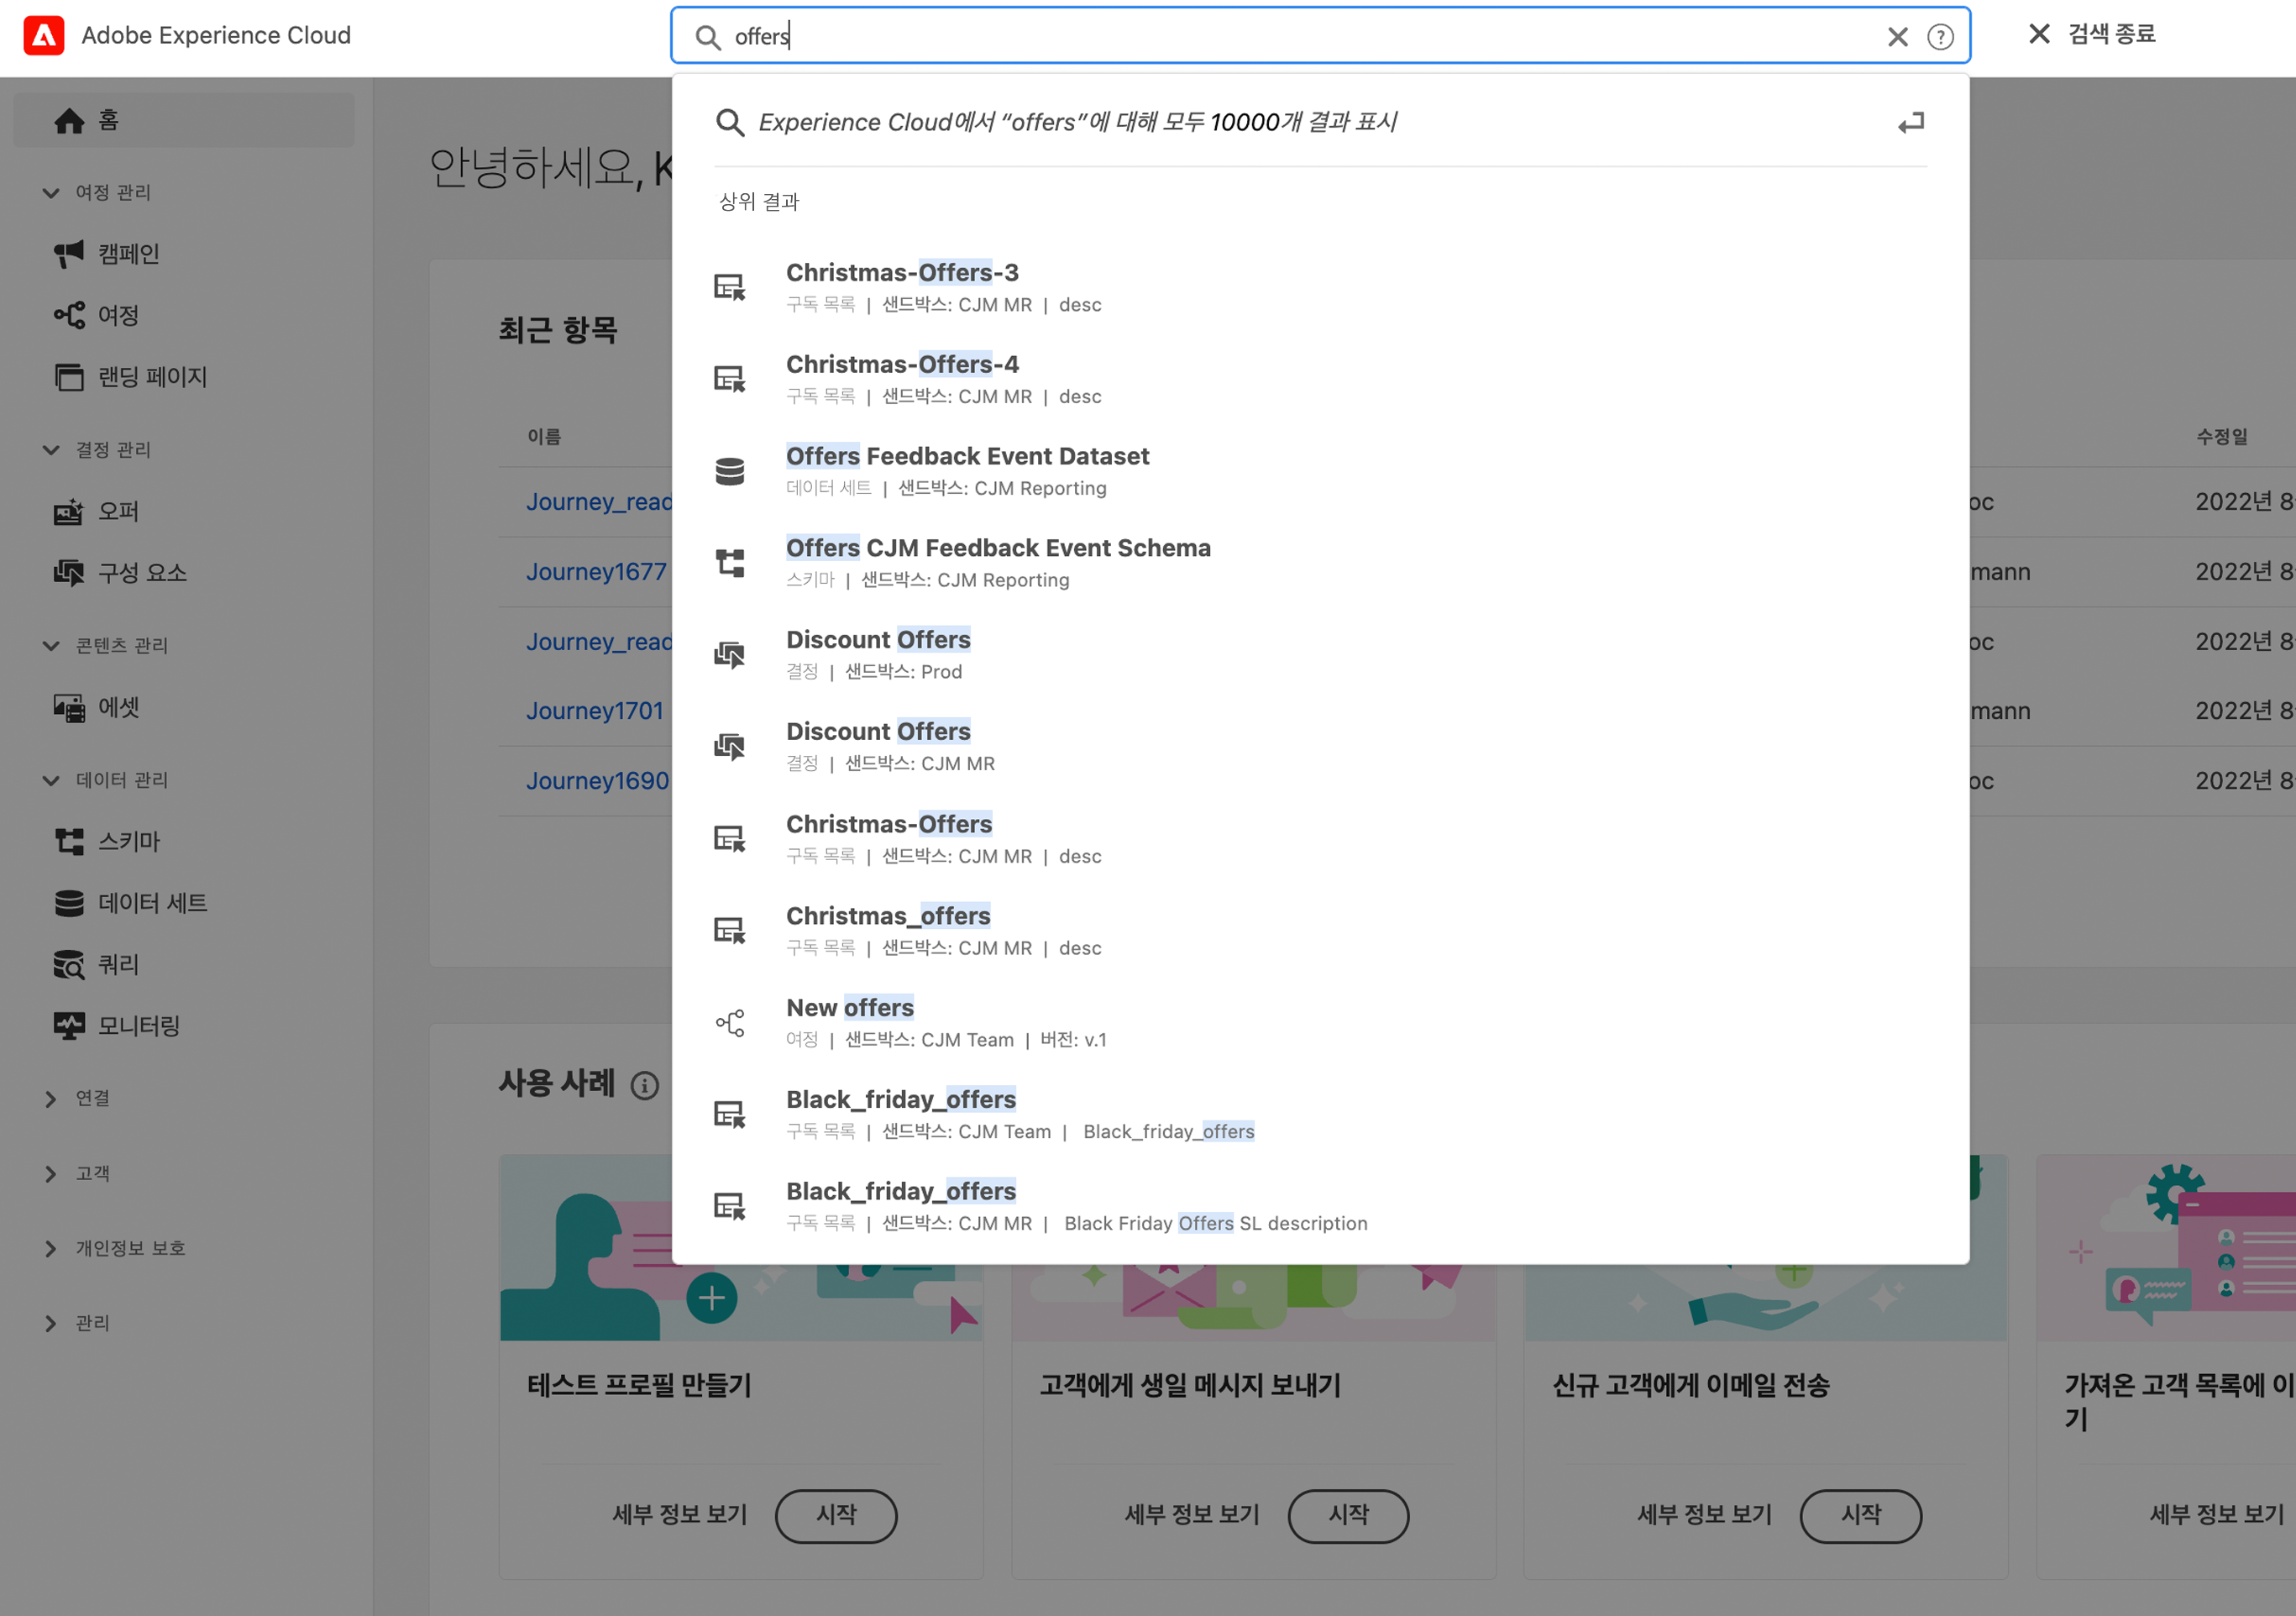 Adobe Experience Cloud
offers
검색 종료
Experience Cloud에서 “offers”에 대해 모두 10000개 결과 표시
상위 결과
Christmas-Offers-3
구독 목록 | 샌드박스: CJM MR | desc
Christmas-Offers-4
구독 목록 | 샌드박스: CJM MR | desc
Offers Feedback Event Dataset
데이터 세트 | 샌드박스: CJM Reporting
Offers CJM Feedback Event Schema
스키마 | 샌드박스: CJM Reporting
Discount Offers
결정 | 샌드박스: Prod
Discount Offers
결정 | 샌드박스: CJM MR
Christmas-Offers
구독 목록 | 샌드박스: CJM MR | desc
Christmas_offers
구독 목록 | 샌드박스: CJM MR | desc
New offers
여정 | 샌드박스: CJM Team | 버전: v.1
Black_friday_offers
구독 목록 | 샌드박스: CJM Team | Black_friday_offers
Black_friday_offers
구독 목록 | 샌드박스: CJM MR | Black Friday Offers SL description
홈
여정 관리
캠페인
여정
랜딩 페이지
결정 관리
오퍼
구성 요소
콘텐츠 관리
에셋
데이터 관리
스키마
데이터 세트
쿼리
모니터링
연결
고객
개인정보 보호
관리
안녕하세요, K
최근 항목
이름
수정일
Journey_read
oc
2022년 8
Journey1677
mann
2022년 8
Journey_read
oc
2022년 8
Journey1701
mann
2022년 8
Journey1690
oc
2022년 8
사용 사례
테스트 프로필 만들기
세부 정보 보기
시작
고객에게 생일 메시지 보내기
세부 정보 보기
시작
신규 고객에게 이메일 전송
세부 정보 보기
시작
가져온 고객 목록에 이
기
세부 정보 보기